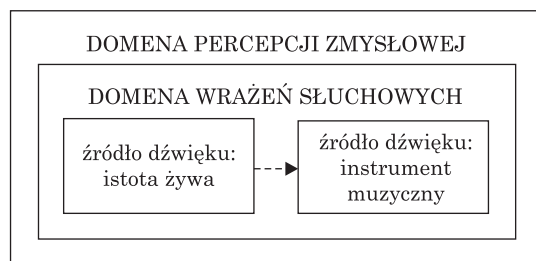 DOMENA PERCEPCJI ZMYSŁOWEJ
DOMENA WRAŻEŃ SŁUCHOWYCH
źródło dźwięku:
istota żywa
źródło dźwięku:
instrument
muzyczny